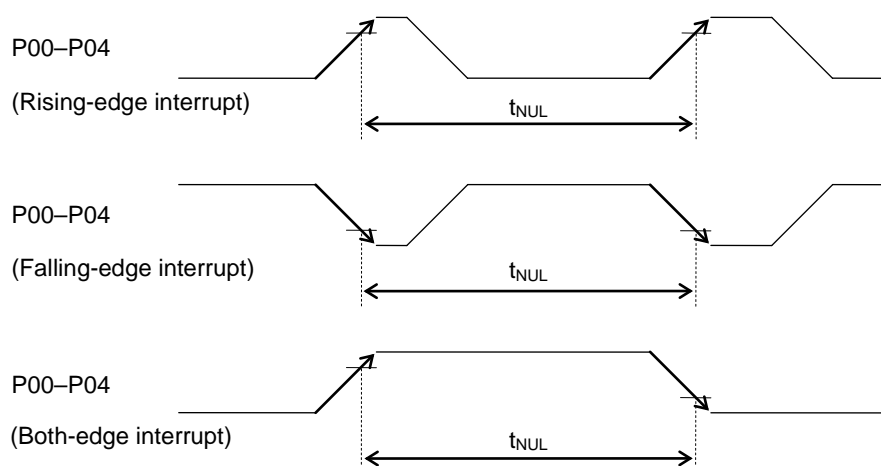 P00–P04
(Rising-edge interrupt)
tNUL
P00–P04
(Falling-edge interrupt)
tNUL
P00–P04
(Both-edge interrupt)
tNUL